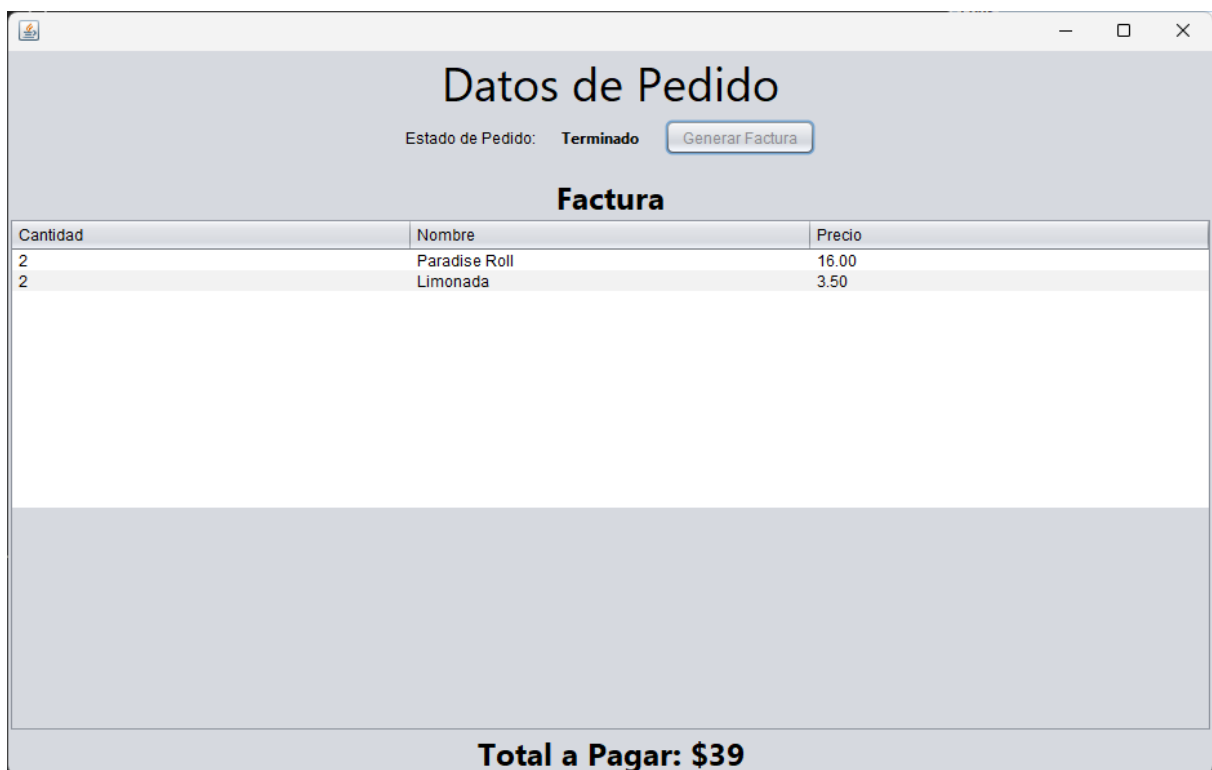 Datos de Pedido
Estado de Pedido: Terminado Generar Factura
Factura
Cantidad Nombre Precio
2 Paradise Roll 16.00
2 Limonada 3.50
Total a Pagar: $39